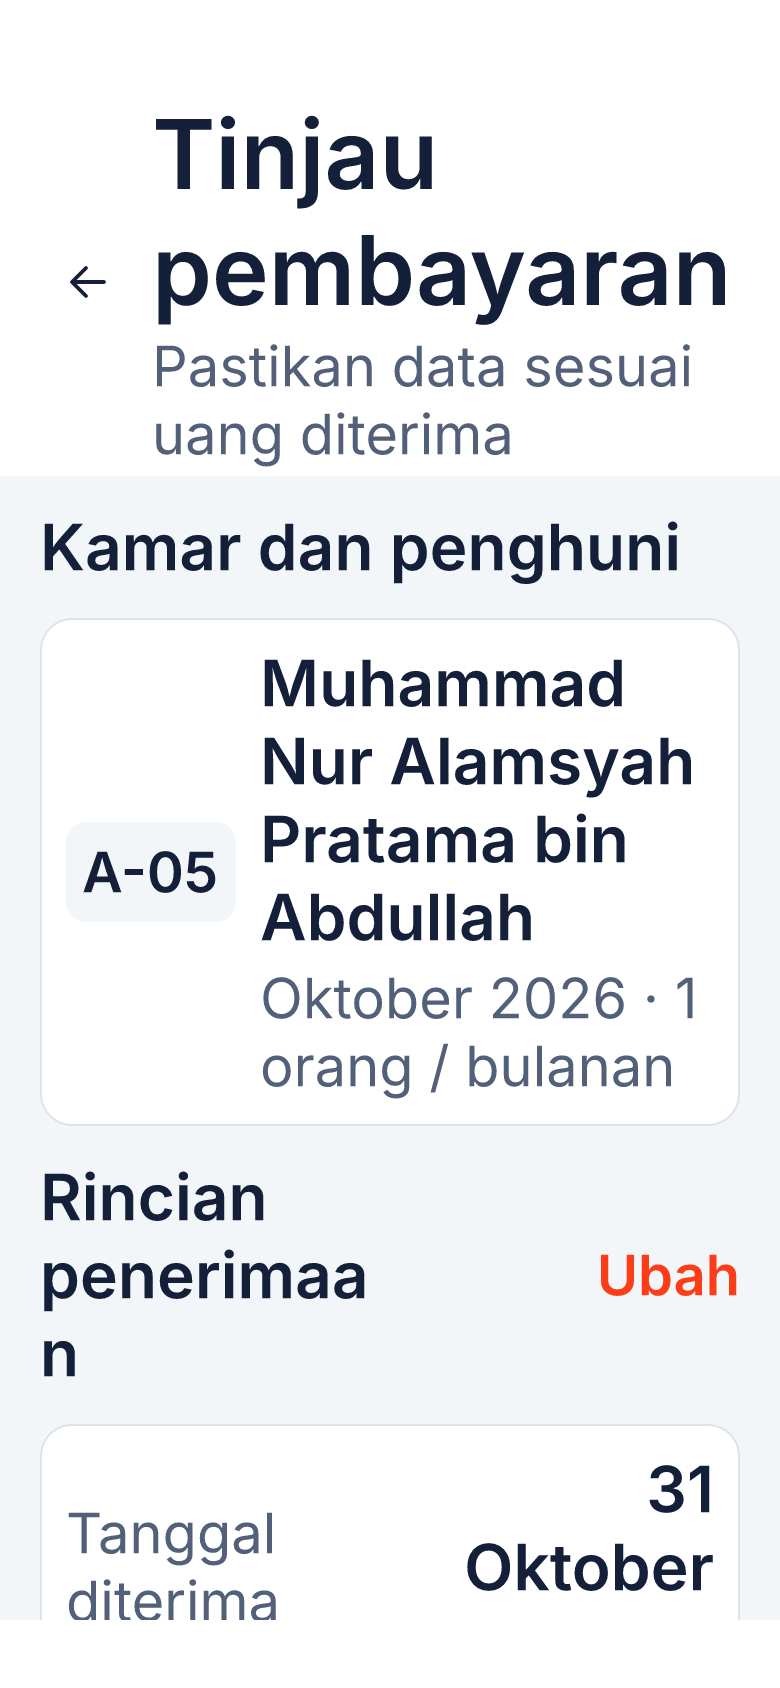 Tinjau
pembayaran
Pastikan data sesuai
uang diterima
Kamar dan penghuni
A-05
Muhammad
Nur Alamsyah
Pratama bin
Abdullah
Oktober 2026 · 1
orang / bulanan
Rincian
penerimaa
n
Ubah
Tanggal
diterima
31
Oktober